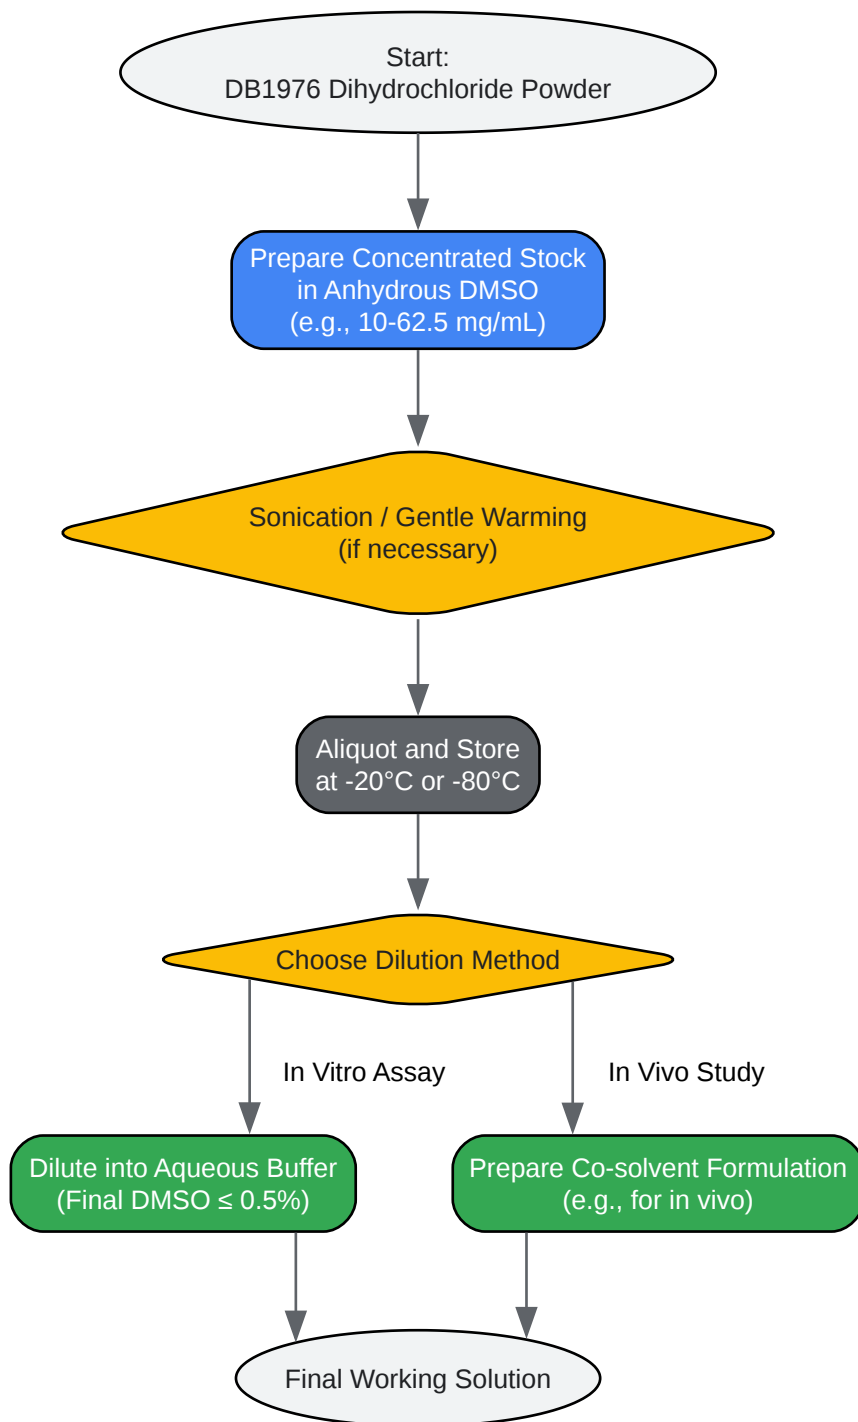 Start:
DB1976 Dihydrochloride Powder
Prepare Concentrated Stock
in Anhydrous DMSO
(e.g., 10-62.5 mg/mL)
Sonication / Gentle Warming
(if necessary)
Aliquot and Store
at -20°C or -80°C
Choose Dilution Method
In Vitro Assay
In Vivo Study
Dilute into Aqueous Buffer
(Final DMSO ≤ 0.5%)
Prepare Co-solvent Formulation
(e.g., for in vivo)
Final Working Solution